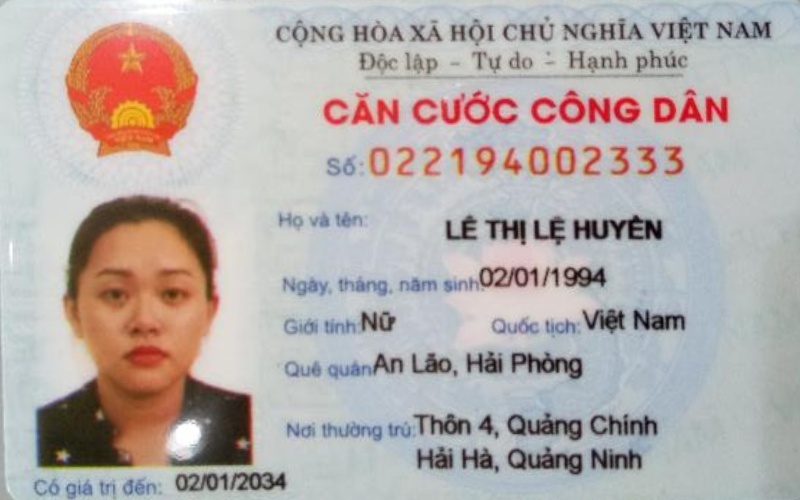 CỘNG HÒA XÃ HỘI CHỦ NGHĨA VIỆT NAM
Độc lập - Tự do - Hạnh phúc
CĂN CƯỚC CÔNG DÂN
Số: 022194002333
Họ và tên: LÊ THỊ LỆ HUYÊN
Ngày, tháng, năm sinh: 02/01/1994
Giới tính: Nữ Quốc tịch: Việt Nam
Quê quán: An Lão, Hải Phòng
Nơi thường trú: Thôn 4, Quảng Chính
Hải Hà, Quảng Ninh
Có giá trị đến: 02/01/2034